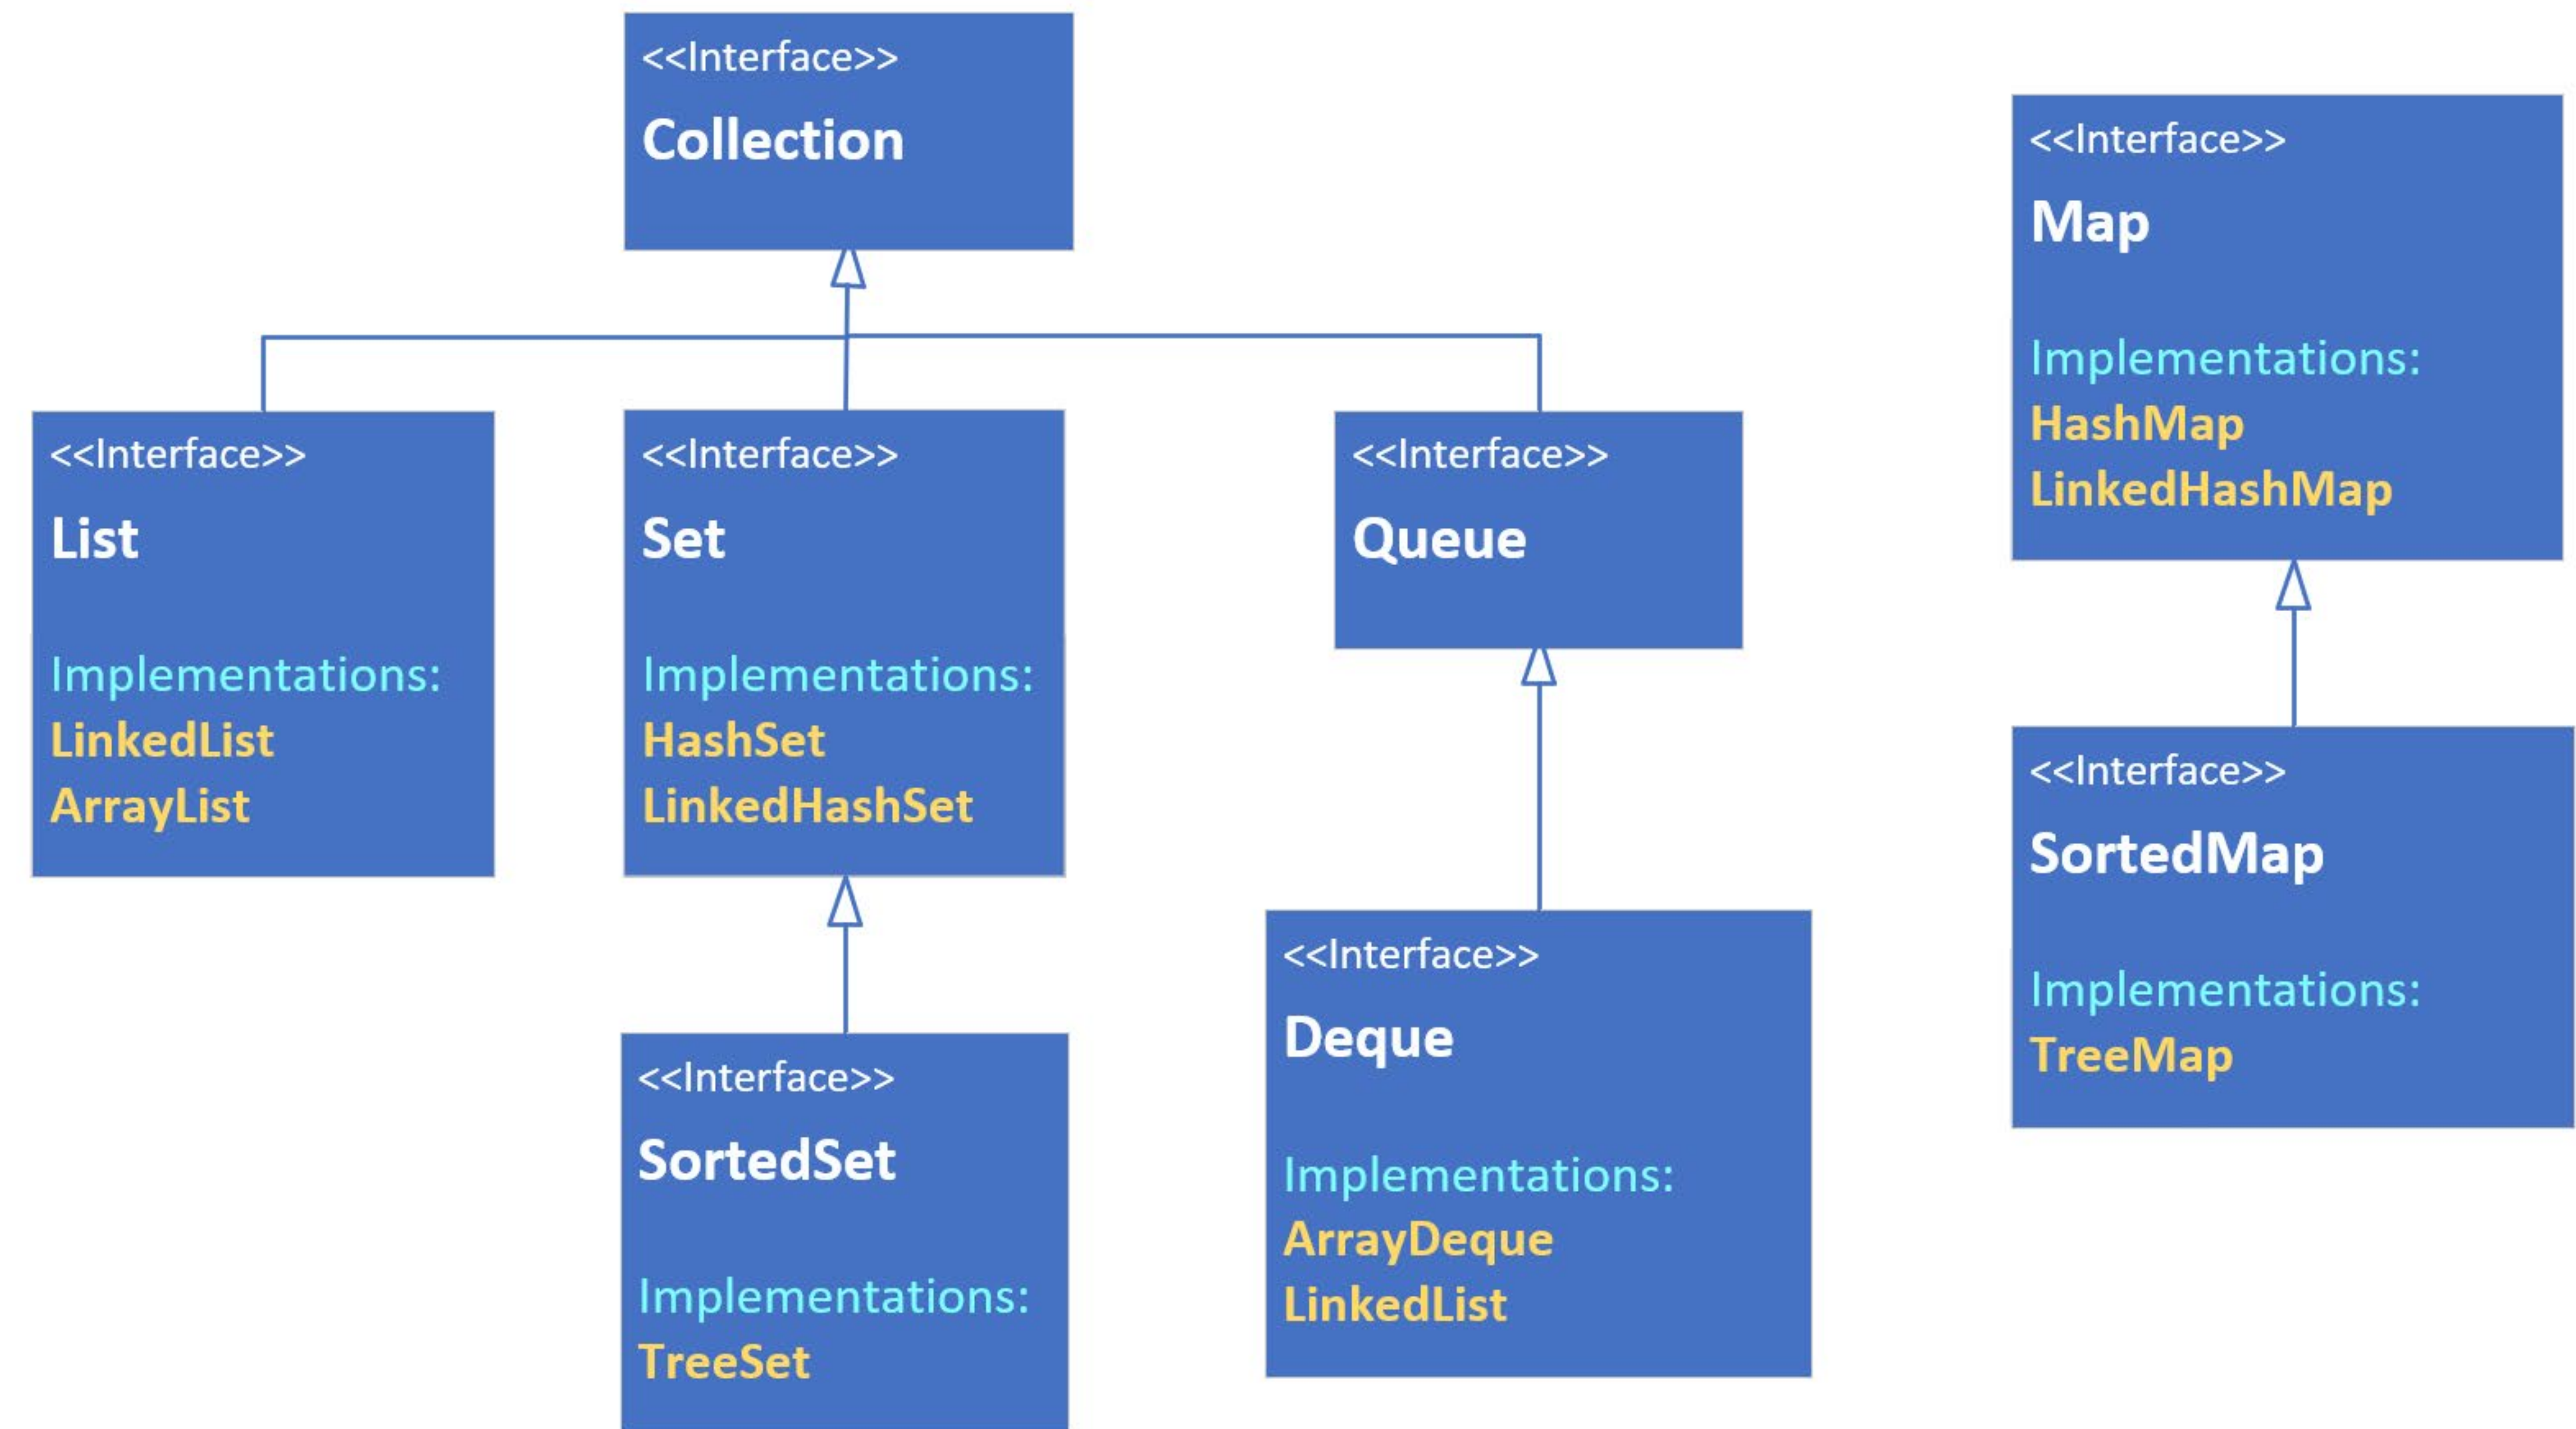 <<Interface>>
Collection
<<Interface>>
Map
Implementations:
HashMap
LinkedHashMap
<<Interface>>
List
Implementations:
LinkedList
ArrayList
<<Interface>>
Set
Implementations:
HashSet
LinkedHashSet
<<Interface>>
Queue
<<Interface>>
SortedMap
Implementations:
TreeMap
<<Interface>>
SortedSet
Implementations:
TreeSet
<<Interface>>
Deque
Implementations:
ArrayDeque
LinkedList